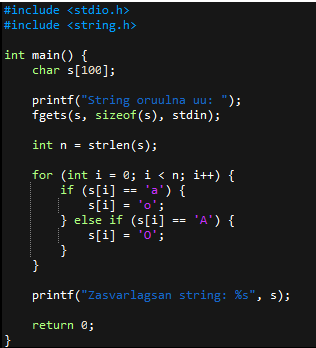 #include <stdio.h>
#include <string.h>

int main() {
    char s[100];

    printf("String oruulna uu: ");
    fgets(s, sizeof(s), stdin);

    int n = strlen(s);

    for (int i = 0; i < n; i++) {
        if (s[i] == 'a') {
            s[i] = 'o';
        } else if (s[i] == 'A') {
            s[i] = 'O';
        }
    }

    printf("Zasvarlagsan string: %s", s);

    return 0;
}